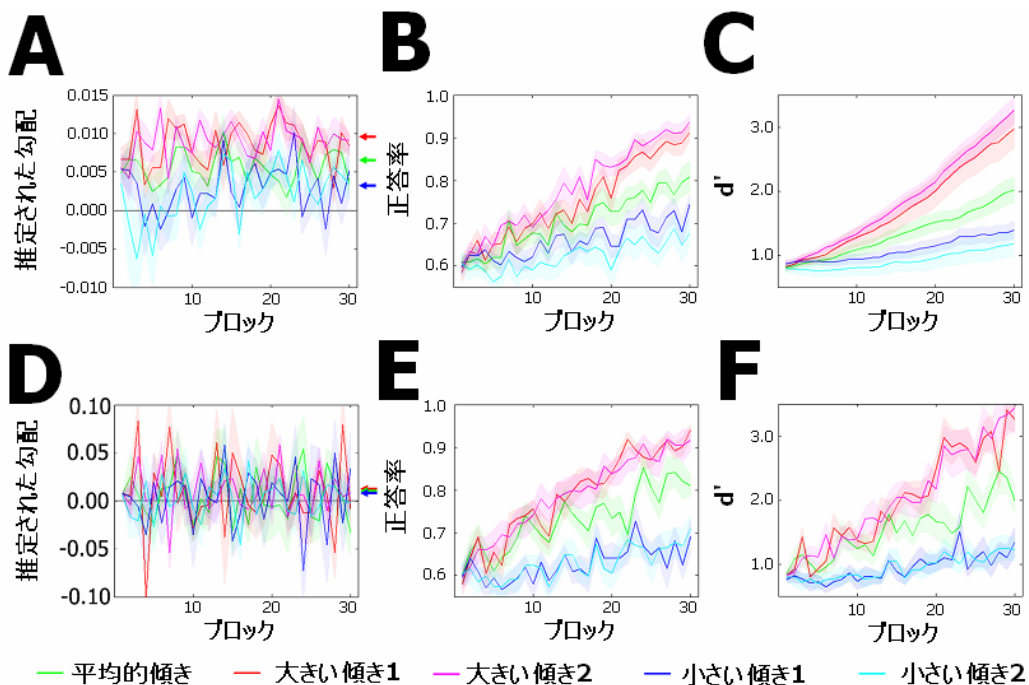 A
B
C
推定された勾配
0.015
0.010
0.005
0.000
-0.005
-0.010
10
20
30
ブロック
正答率
1.0
0.9
0.8
0.7
0.6
10
20
30
ブロック
d'
3.0
2.0
1.0
10
20
30
ブロック
D
E
F
推定された勾配
0.10
0.05
0.00
-0.05
-0.10
10
20
30
ブロック
正答率
1.0
0.9
0.8
0.7
0.6
10
20
30
ブロック
d'
3.0
2.0
1.0
10
20
30
ブロック
平均的傾き
大きい傾き1
大きい傾き2
小さい傾き1
小さい傾き2